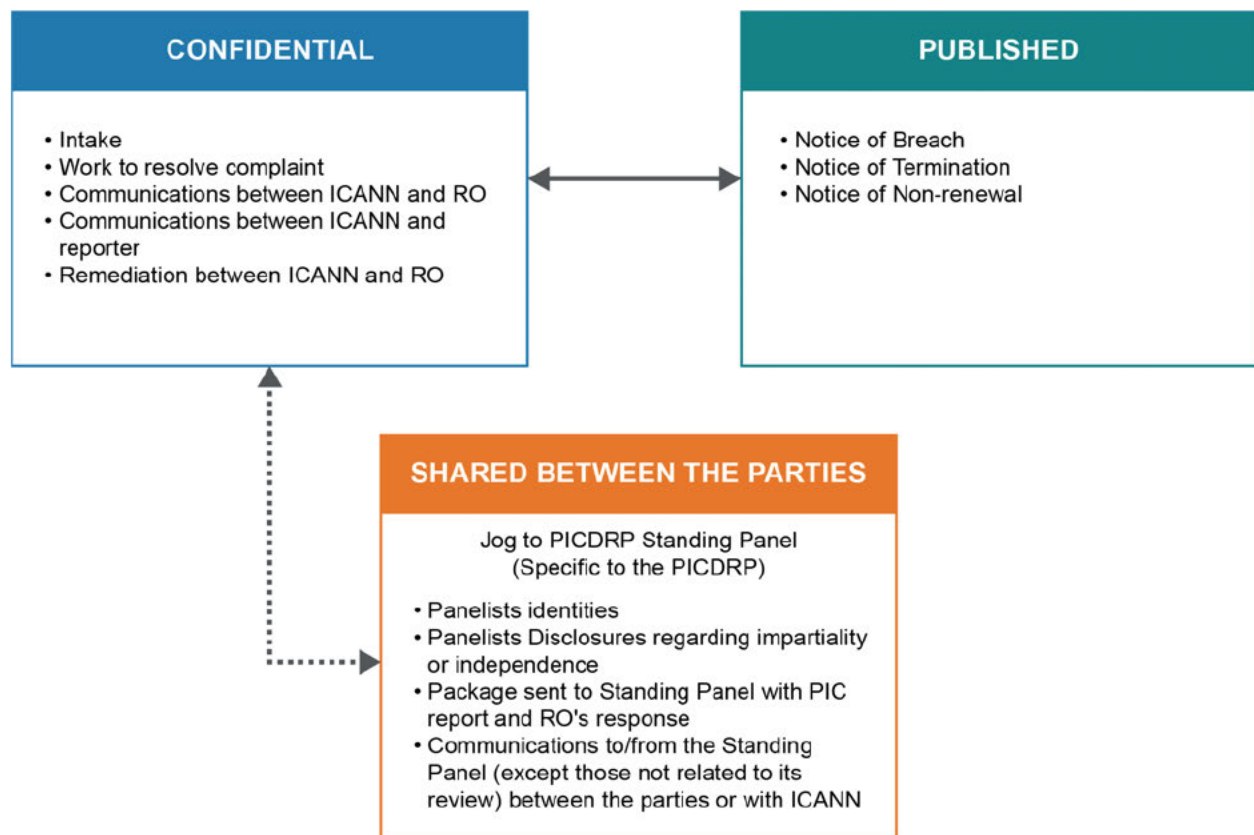 CONFIDENTIAL
• Intake
• Work to resolve complaint
• Communications between ICANN and RO
• Communications between ICANN and
reporter
• Remediation between ICANN and RO
PUBLISHED
• Notice of Breach
• Notice of Termination
• Notice of Non-renewal
SHARED BETWEEN THE PARTIES
Jog to PICDRP Standing Panel
(Specific to the PICDRP)
• Panelists identities
• Panelists Disclosures regarding impartiality
or independence
• Package sent to Standing Panel with PIC
report and RO's response
• Communications to/from the Standing
Panel (except those not related to its
review) between the parties or with ICANN